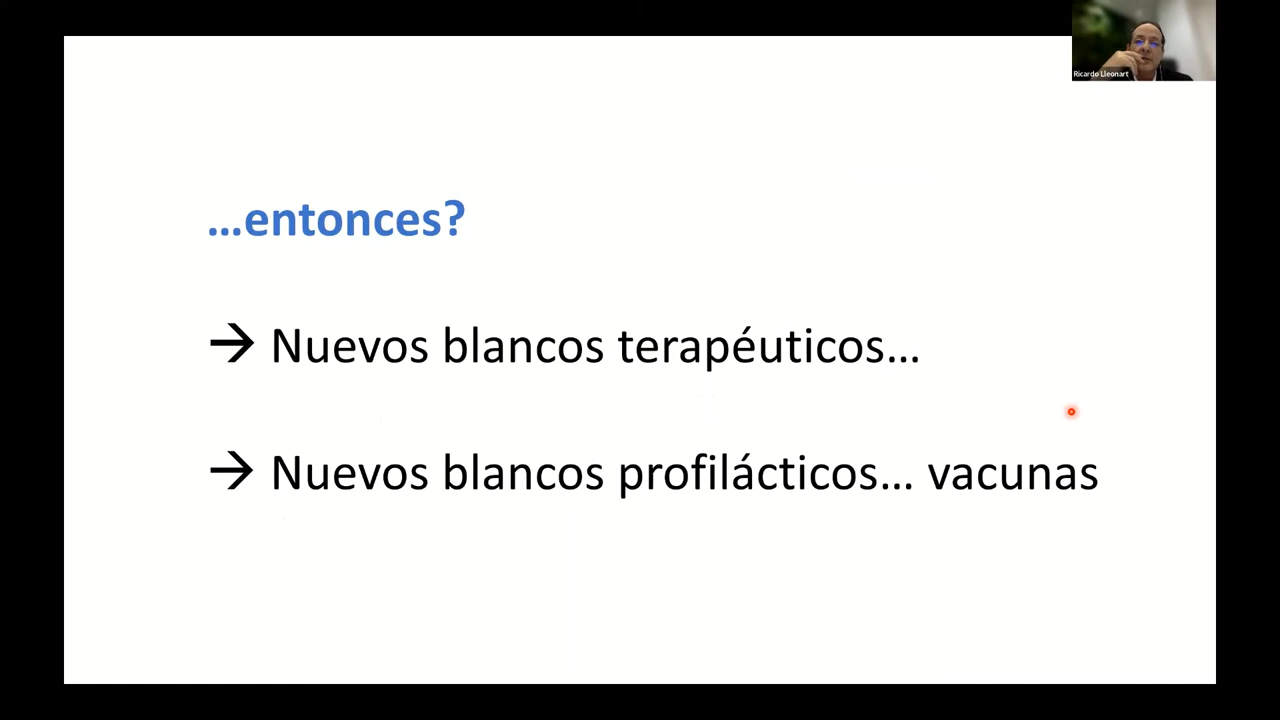 Ricardo Lleonart
…entonces?
→ Nuevos blancos terapéuticos…
→ Nuevos blancos profilácticos… vacunas